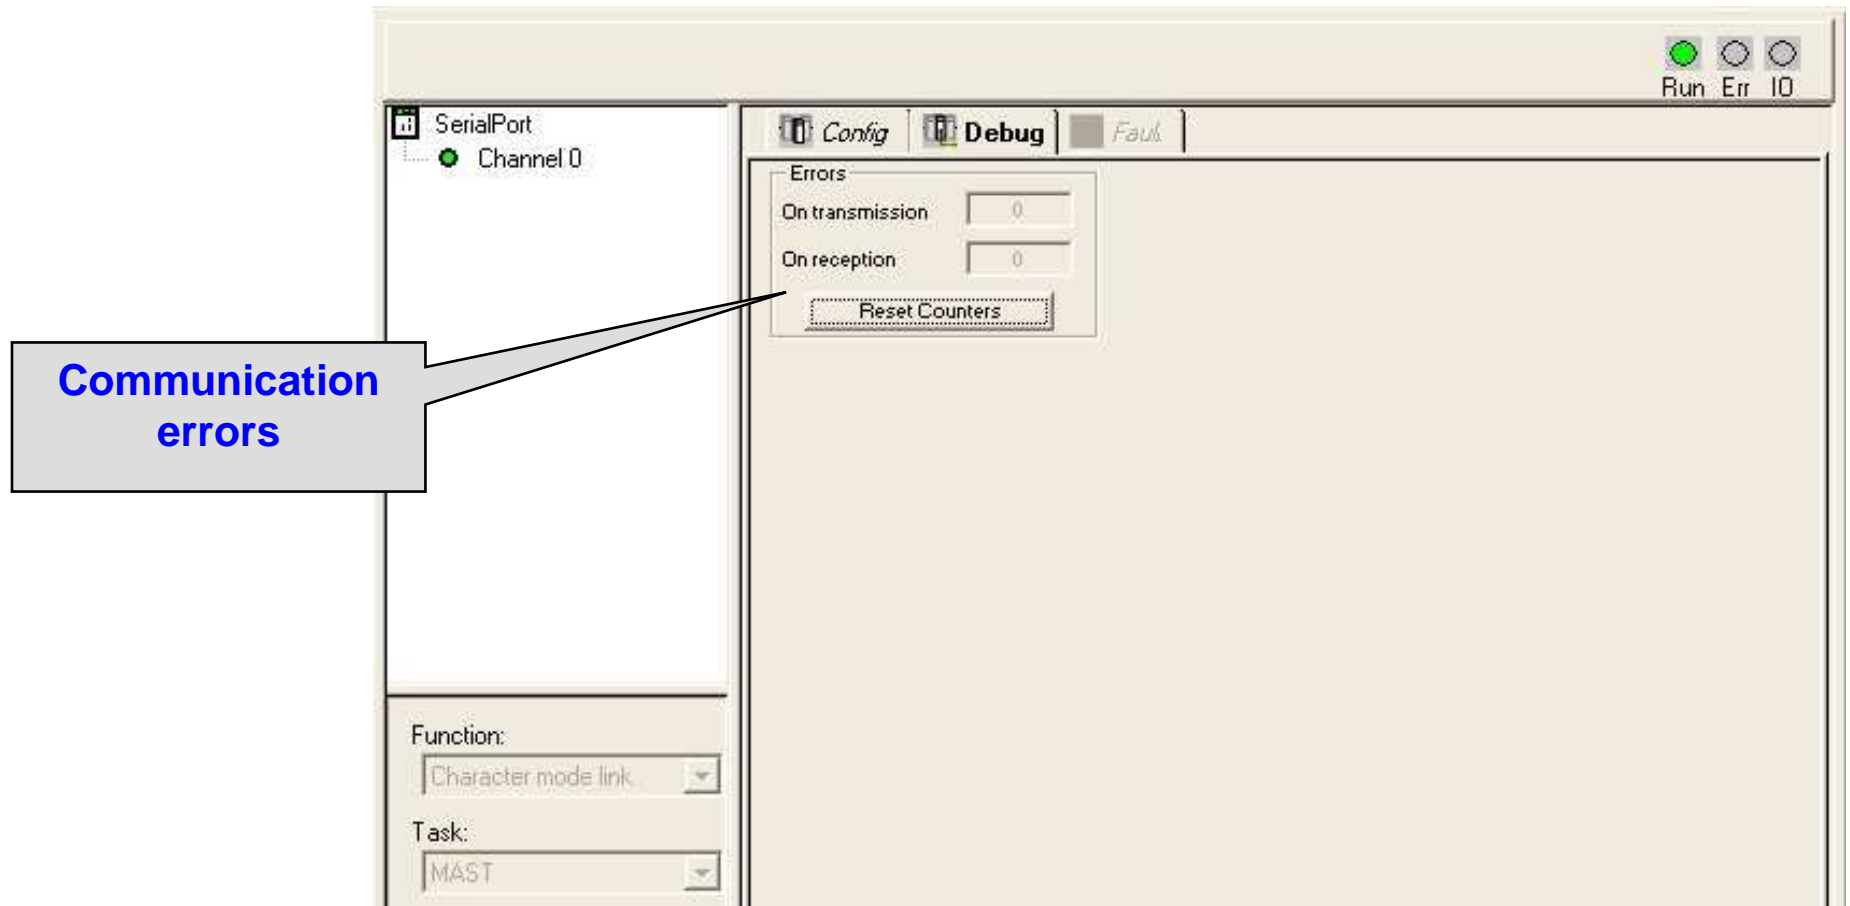 Run Err IO
SerialPort
Channel 0
Config Debug Fault
Errors
On transmission 0
On reception 0
Reset Counters
Communication
errors
Function:
Character mode link
Task:
MAST